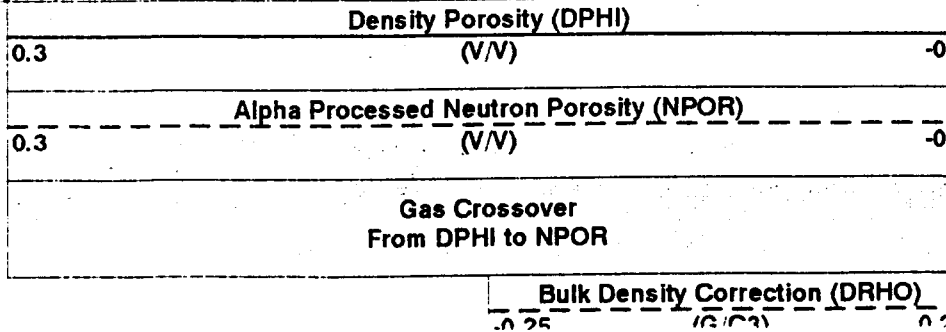 Density Porosity (DPHI)
0.3 (V/V) -0
Alpha Processed Neutron Porosity (NPOR)
0.3 (V/V) -0
Gas Crossover
From DPHI to NPOR
Bulk Density Correction (DRHO)
-0.25 (G/C3)